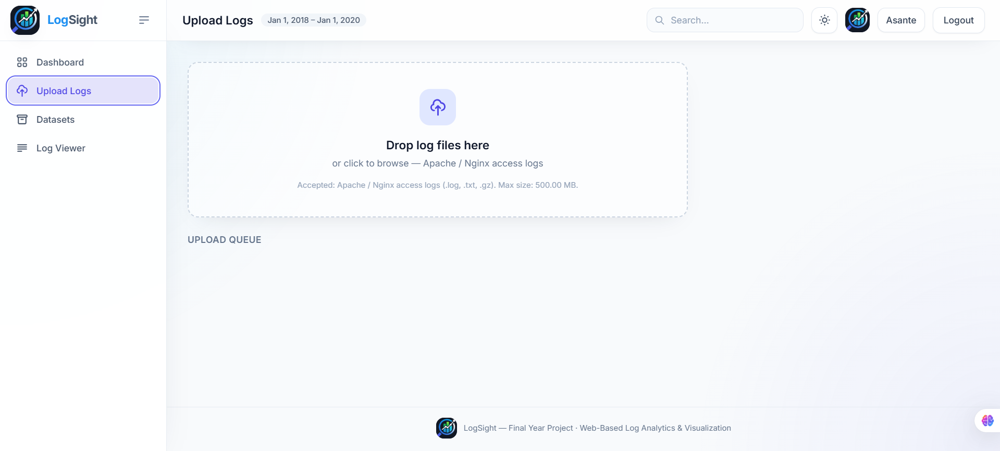 LogSight
Upload Logs
Jan 1, 2018 – Jan 1, 2020
Search...
Asante
Logout
Dashboard
Upload Logs
Datasets
Log Viewer
Drop log files here
or click to browse — Apache / Nginx access logs
Accepted: Apache / Nginx access logs (.log, .txt, .gz). Max size: 500.00 MB.
UPLOAD QUEUE
LogSight — Final Year Project · Web-Based Log Analytics & Visualization